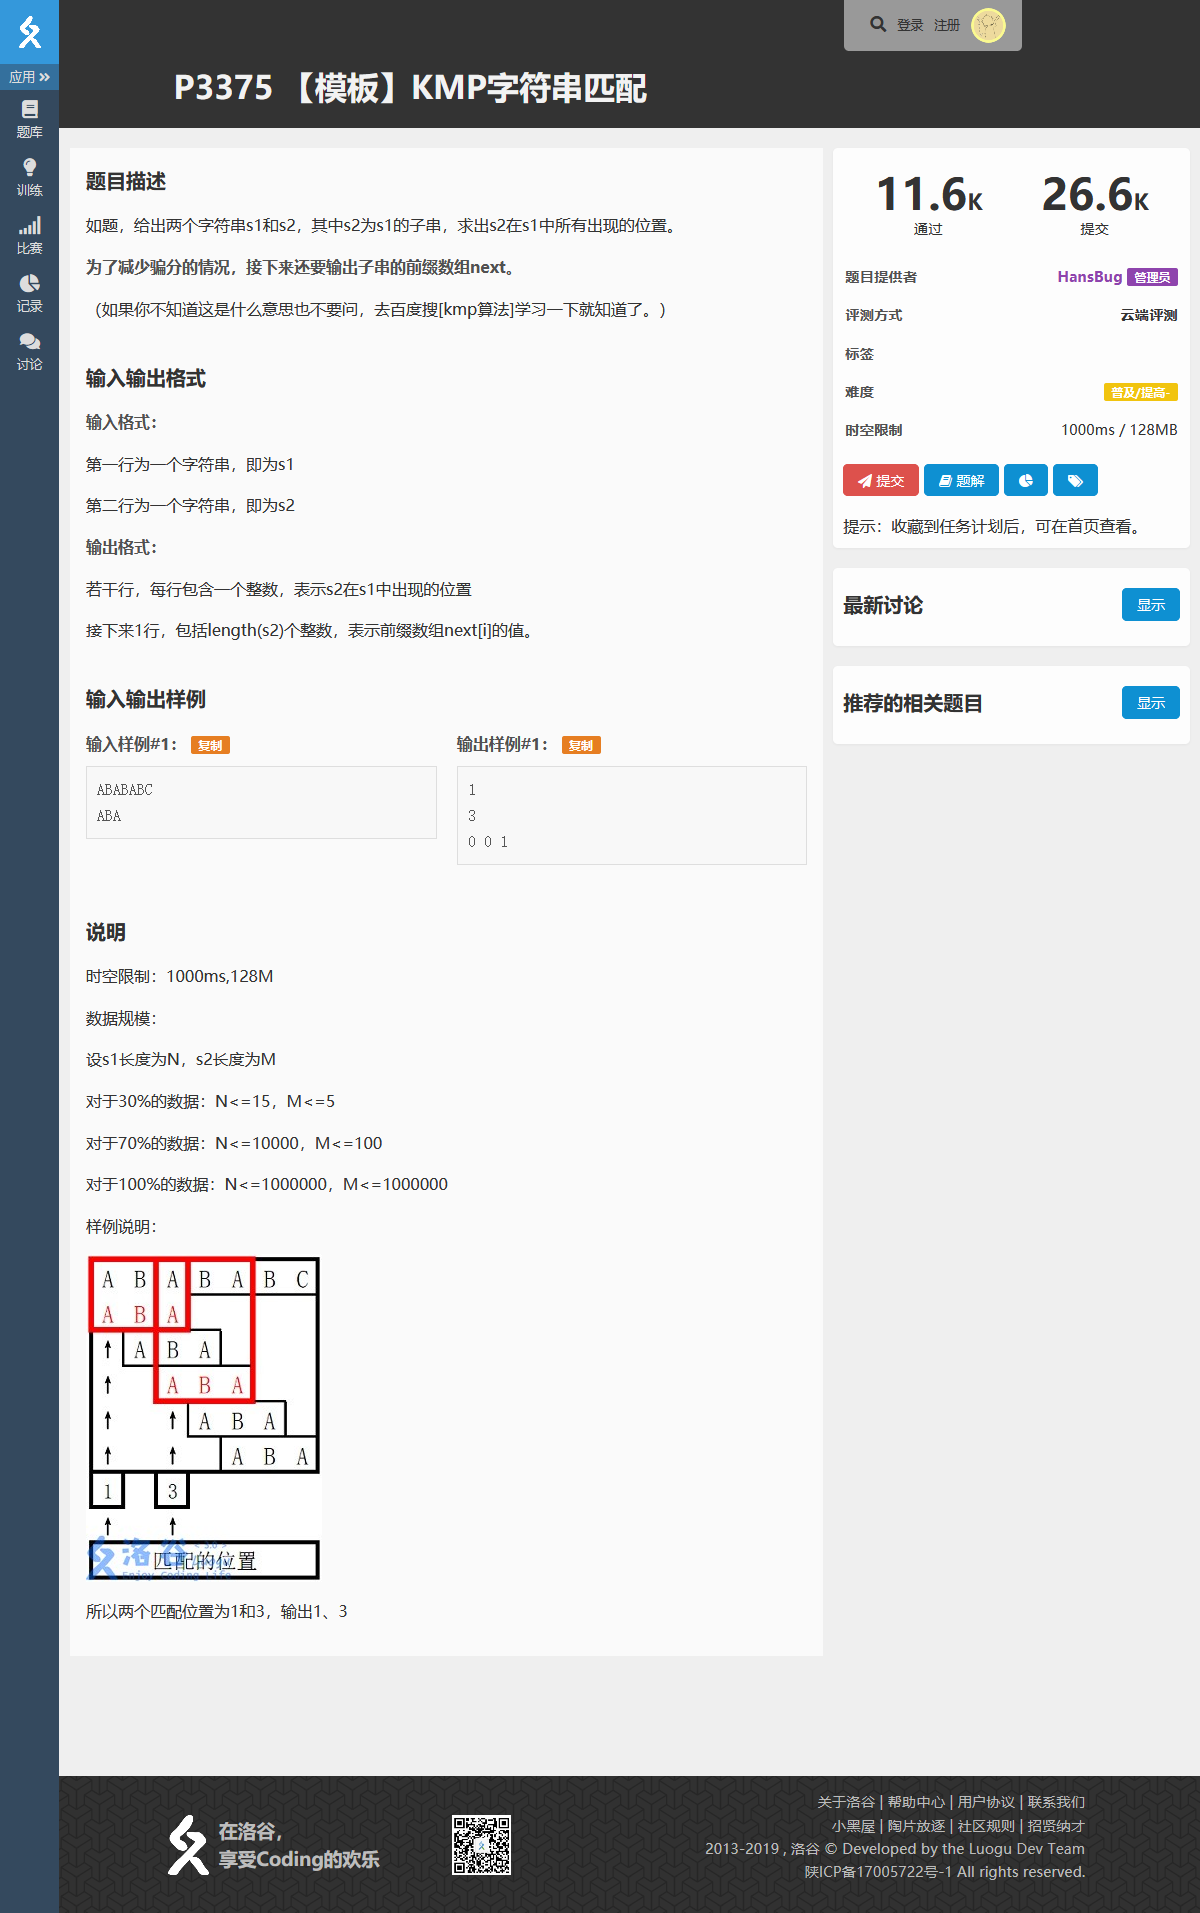 登录 注册
应用
题库
训练
比赛
记录
讨论
P3375 【模板】KMP字符串匹配
题目描述
如题，给出两个字符串s1和s2，其中s2为s1的子串，求出s2在s1中所有出现的位置。
为了减少骗分的情况，接下来还要输出子串的前缀数组next。
（如果你不知道这是什么意思也不要问，去百度搜[kmp算法]学习一下就知道了。）
输入输出格式
输入格式：
第一行为一个字符串，即为s1
第二行为一个字符串，即为s2
输出格式：
若干行，每行包含一个整数，表示s2在s1中出现的位置
接下来1行，包括length(s2)个整数，表示前缀数组next[i]的值。
输入输出样例
输入样例#1： 复制
ABABABC
ABA
输出样例#1： 复制
1
3
0 0 1
说明
时空限制：1000ms,128M
数据规模：
设s1长度为N，s2长度为M
对于30%的数据：N<=15，M<=5
对于70%的数据：N<=10000，M<=100
对于100%的数据：N<=1000000，M<=1000000
样例说明：
A B A B A B C
A B A
↑ A B A
↑ A B A
↑ ↑ A B A
↑ ↑ A B A
1 3
↑ ↑
匹配的位置
洛谷
Enjoy Coding Life
所以两个匹配位置为1和3，输出1、3
11.6K 26.6K
通过 提交
题目提供者 HansBug 管理员
评测方式 云端评测
标签
难度 普及/提高-
时空限制 1000ms / 128MB
提交 题解
提示：收藏到任务计划后，可在首页查看。
最新讨论 显示
推荐的相关题目 显示
在洛谷，
享受Coding的欢乐
关于洛谷 | 帮助中心 | 用户协议 | 联系我们
小黑屋 | 陶片放逐 | 社区规则 | 招贤纳才
2013-2019 , 洛谷 © Developed by the Luogu Dev Team
陕ICP备17005722号-1 All rights reserved.